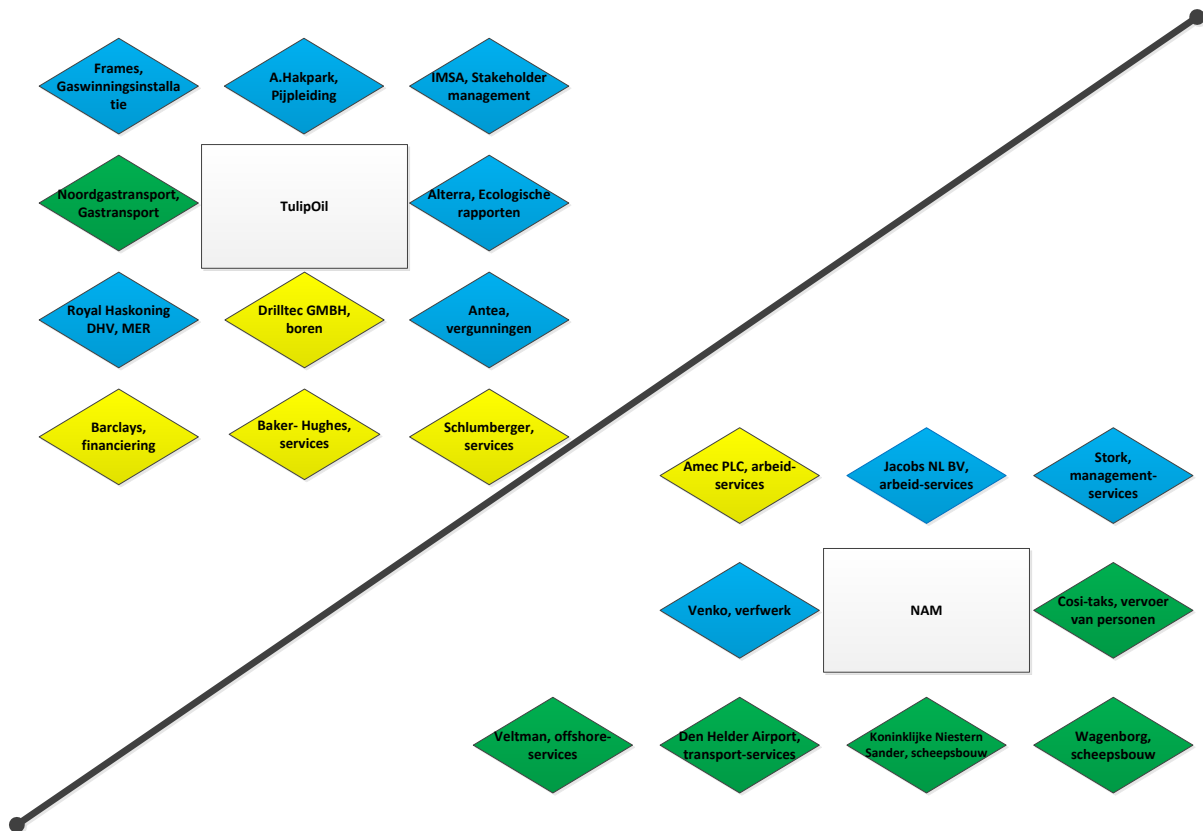 Frames,
Gaswinningsinstalla
tie
A.Hakpark,
Pijpleiding
IMSA, Stakeholder
management
Noordgastransport,
Gastransport
TulipOil
Alterra, Ecologische
rapporten
Royal Haskoning
DHV, MER
Drilltec GMBH,
boren
Antea,
vergunningen
Barclays,
financiering
Baker- Hughes,
services
Schlumberger,
services
Amec PLC, arbeid-
services
Jacobs NL BV,
arbeid-services
Stork,
management-
services
Venko, verfwerk
NAM
Cosi-taks, vervoer
van personen
Veltman, offshore-
services
Den Helder Airport,
transport-services
Koninklijke Niestern
Sander, scheepsbouw
Wagenborg,
scheepsbouw